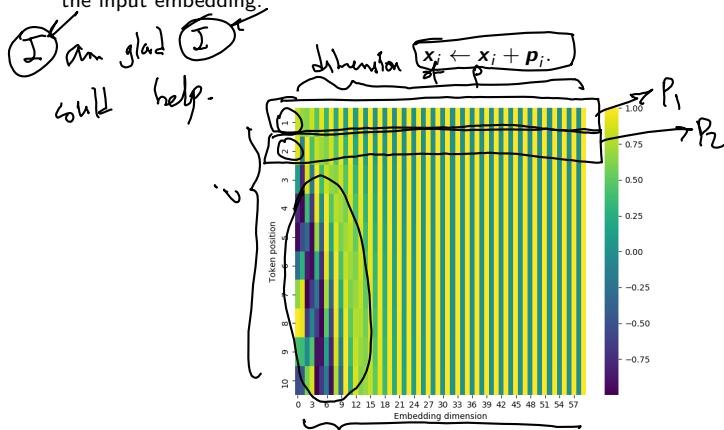 the input embedding.
I am glad I
could help.
dimension of p
x_i ← x_i + p_i.
P1
P2
i
1.00
0.75
0.50
0.25
0.00
−0.25
−0.50
−0.75
Token position
1
2
3
4
5
6
7
8
9
10
0 3 6 9 12 15 18 21 24 27 30 33 36 39 42 45 48 51 54 57
Embedding dimension